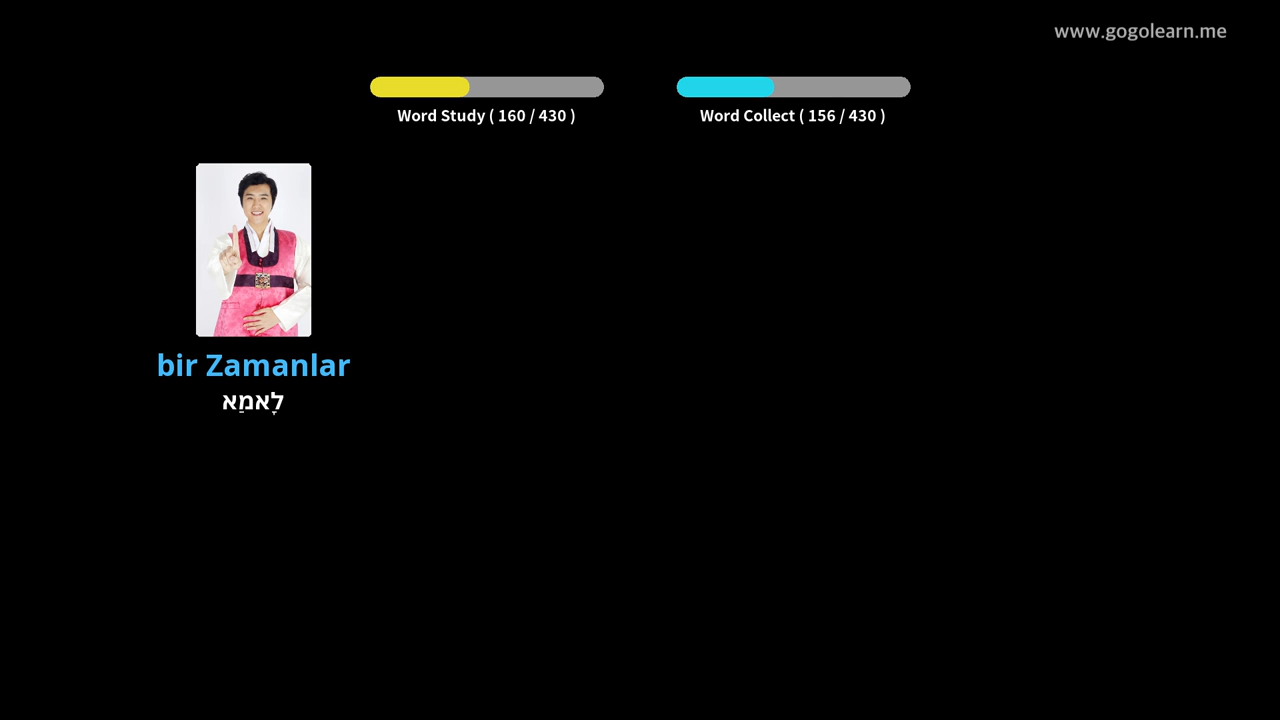 www.gogolearn.me
Word Study ( 160 / 430 )
Word Collect ( 156 / 430 )
bir Zamanlar
לָאמַא